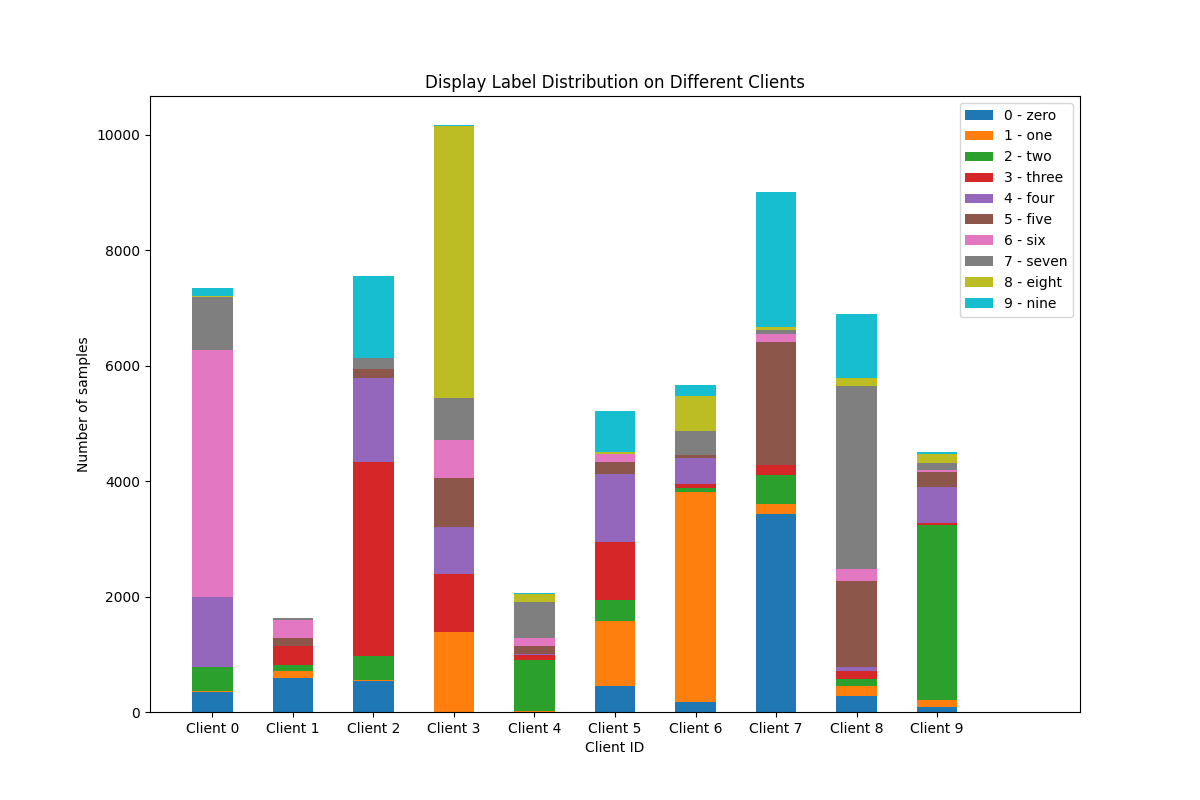 Display Label Distribution on Different Clients
Number of samples
10000
8000
6000
4000
2000
0
0 - zero
1 - one
2 - two
3 - three
4 - four
5 - five
6 - six
7 - seven
8 - eight
9 - nine
Client 0 Client 1 Client 2 Client 3 Client 4 Client 5 Client 6 Client 7 Client 8 Client 9
Client ID